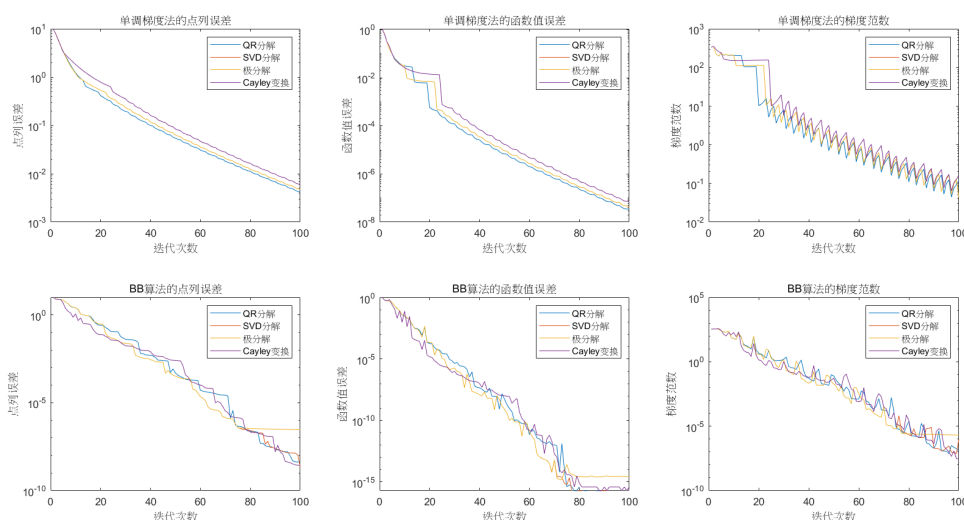 单调梯度法的点列误差
10^1
10^0
10^-1
10^-2
10^-3
点列误差
QR分解
SVD分解
极分解
Cayley变换
0 20 40 60 80 100
迭代次数
单调梯度法的函数值误差
10^0
10^-2
10^-4
10^-6
10^-8
函数值误差
QR分解
SVD分解
极分解
Cayley变换
0 20 40 60 80 100
迭代次数
单调梯度法的梯度范数
10^3
10^2
10^1
10^0
10^-1
10^-2
梯度范数
QR分解
SVD分解
极分解
Cayley变换
0 20 40 60 80 100
迭代次数
BB算法的点列误差
10^0
10^-5
10^-10
点列误差
QR分解
SVD分解
极分解
Cayley变换
0 20 40 60 80 100
迭代次数
BB算法的函数值误差
10^0
10^-5
10^-10
10^-15
函数值误差
QR分解
SVD分解
极分解
Cayley变换
0 20 40 60 80 100
迭代次数
BB算法的梯度范数
10^5
10^0
10^-5
10^-10
梯度范数
QR分解
SVD分解
极分解
Cayley变换
0 20 40 60 80 100
迭代次数